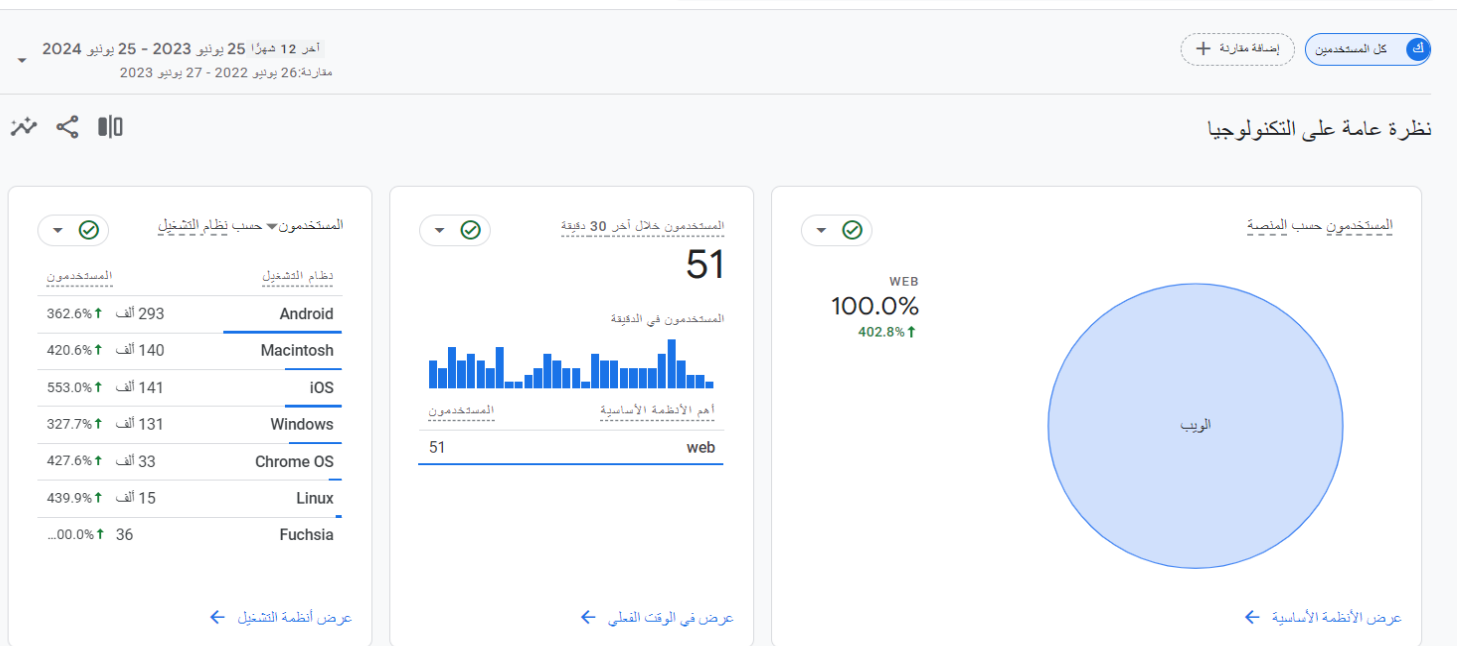 ك كل المستخدمين
إضافة مقارنة
آخر 12 شهرًا 25 يونيو 2023 - 25 يونيو 2024
مقارنة:26 يونيو 2022 - 27 يونيو 2023
نظرة عامة على التكنولوجيا
المستخدمون حسب المنصة
WEB
100.0%
402.8%
الويب
عرض الأنظمة الأساسية
المستخدمون خلال آخر 30 دقيقة
51
المستخدمون في الدقيقة
أهم الأنظمة الأساسية المستخدمون
web 51
عرض في الوقت الفعلي
المستخدمون حسب نظام التشغيل
نظام التشغيل المستخدمون
Android 293 ألف 362.6%
Macintosh 140 ألف 420.6%
iOS 141 ألف 553.0%
Windows 131 ألف 327.7%
Chrome OS 33 ألف 427.6%
Linux 15 ألف 439.9%
Fuchsia 36 ...00.0%
عرض أنظمة التشغيل